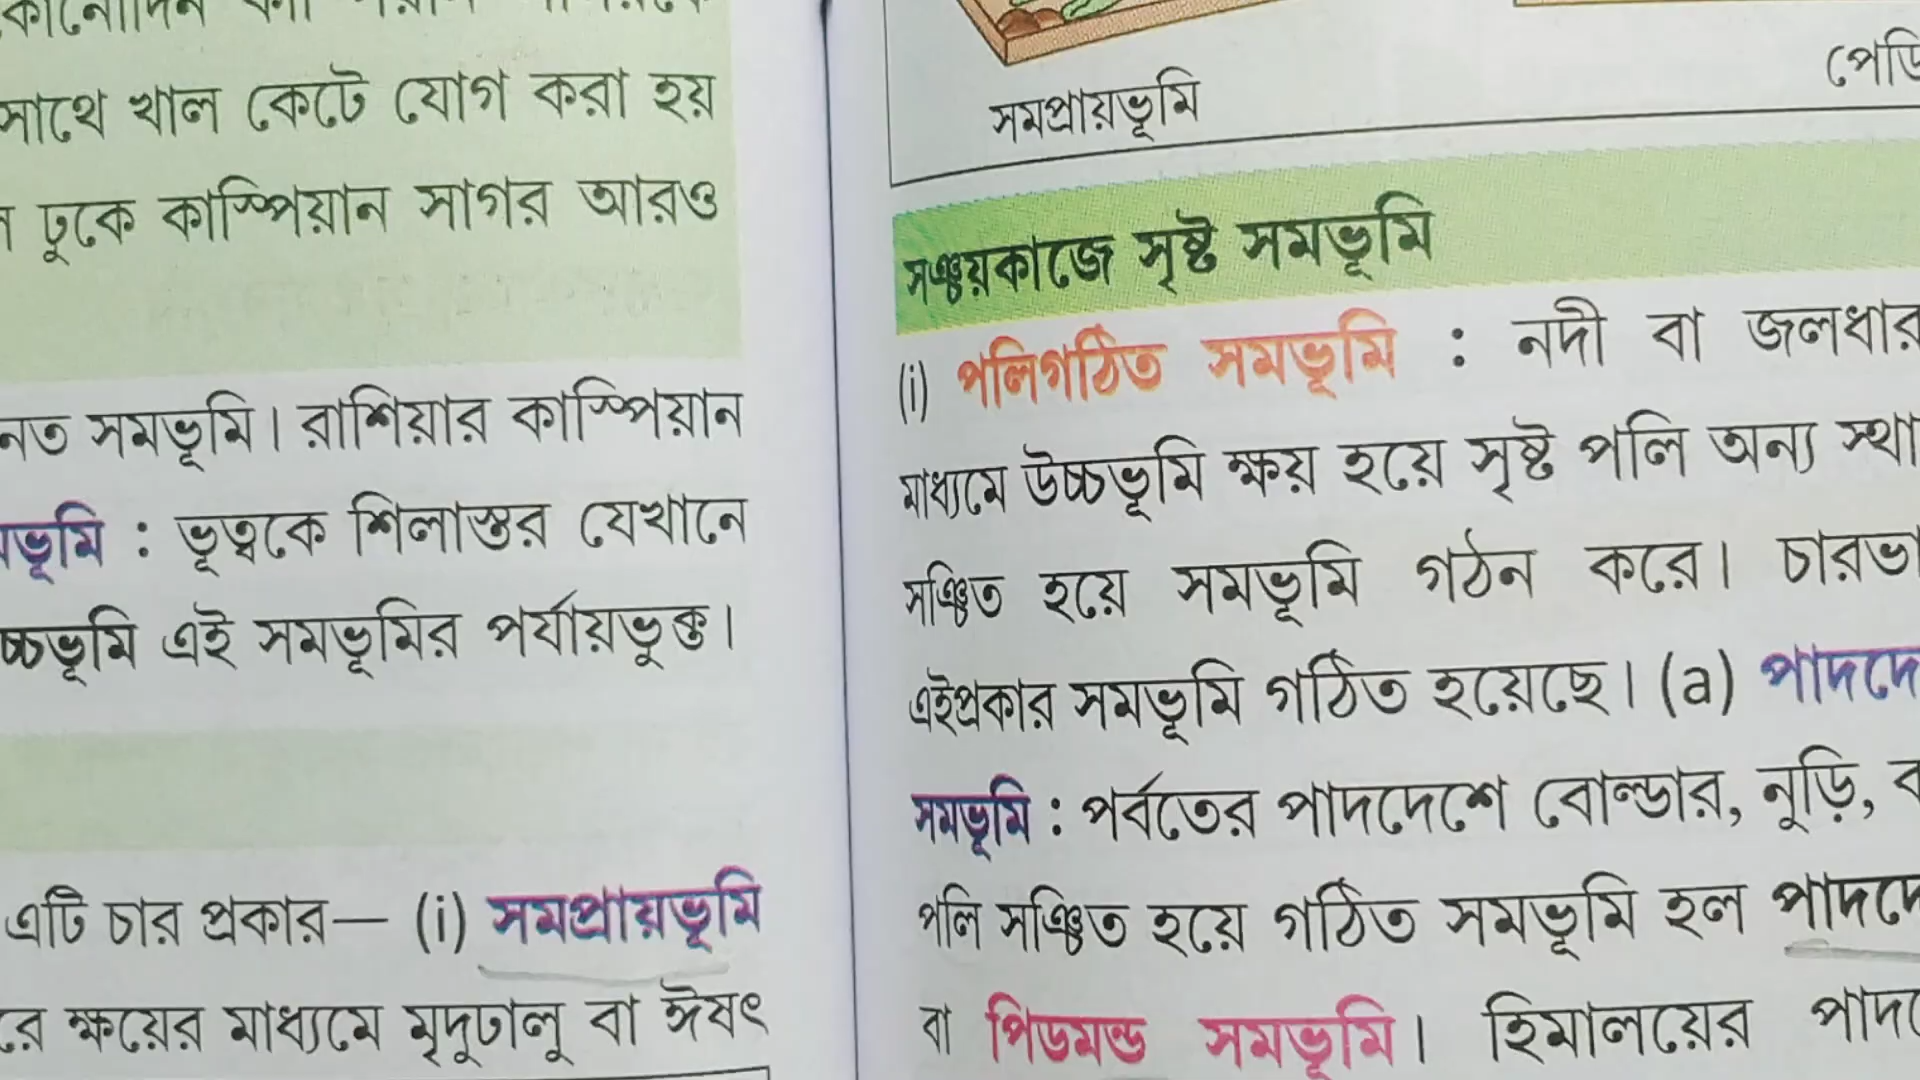 সাথে খাল কেটে যোগ করা হয়
ঢুকে কাস্পিয়ান সাগর আরও
নত সমভূমি। রাশিয়ার কাস্পিয়ান
মভূমি : ভূত্বকে শিলাস্তর যেখানে
চ্চভূমি এই সমভূমির পর্যায়ভুক্ত।
এটি চার প্রকার— (i) সমপ্রায়ভূমি
রে ক্ষয়ের মাধ্যমে মৃদুঢালু বা ঈষৎ
সমপ্রায়ভূমি
পেডি
সঞ্চয়কাজে সৃষ্ট সমভূমি
(i) পলিগঠিত সমভূমি : নদী বা জলধার
মাধ্যমে উচ্চভূমি ক্ষয় হয়ে সৃষ্ট পলি অন্য স্থা
সঞ্চিত হয়ে সমভূমি গঠন করে। চারভা
এইপ্রকার সমভূমি গঠিত হয়েছে। (a) পাদদে
সমভূমি : পর্বতের পাদদেশে বোল্ডার, নুড়ি, ব
পলি সঞ্চিত হয়ে গঠিত সমভূমি হল পাদদে
বা পিডমন্ড সমভূমি। হিমালয়ের পাদ